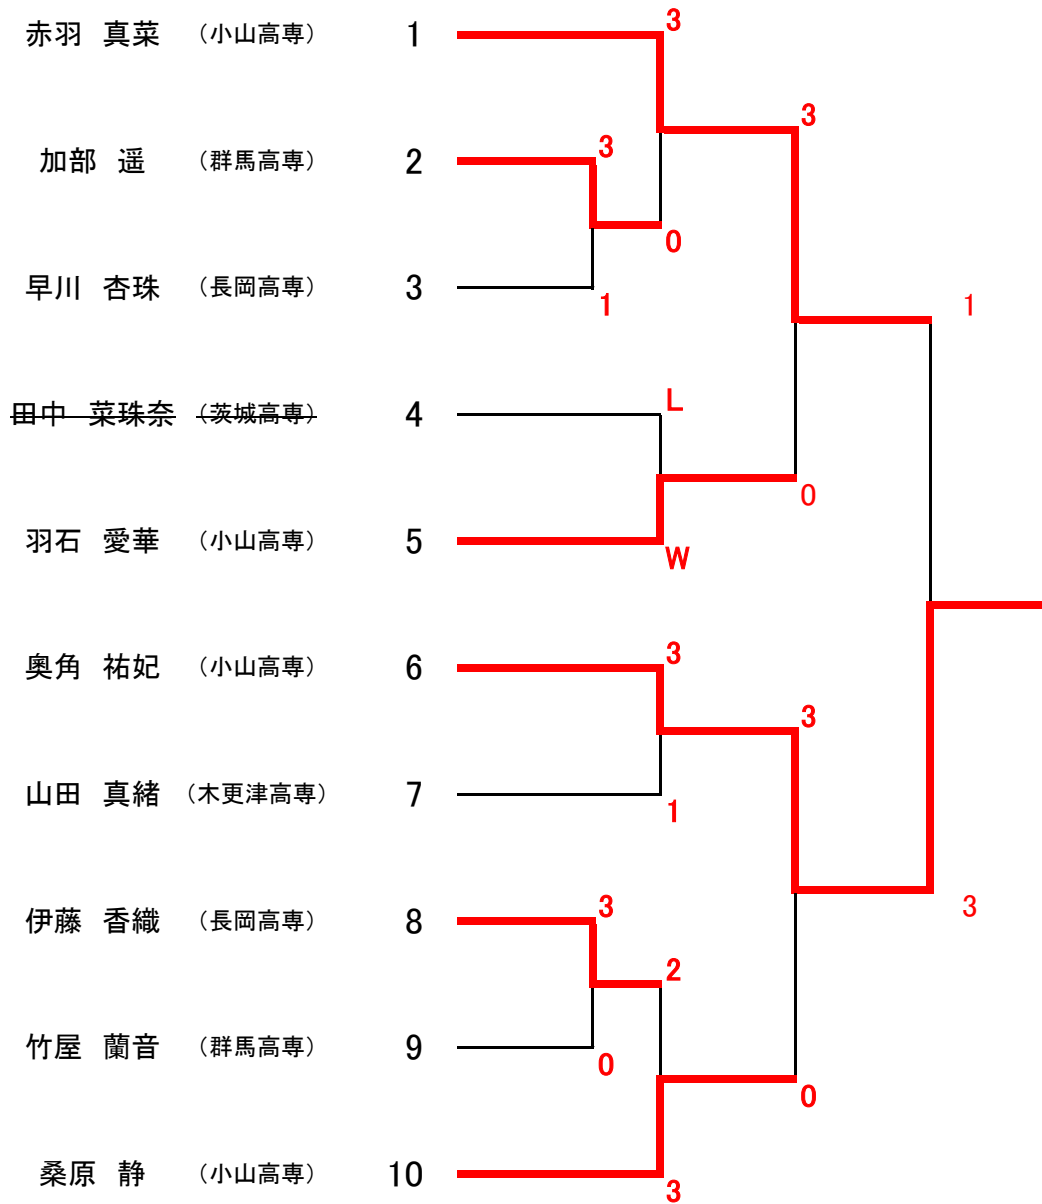 赤羽 真菜 （小山高専） 1 3
3
加部 遥 （群馬高専） 2 3
0
早川 杏珠 （長岡高専） 3 1
1
田中 菜珠奈 （茨城高専） 4 L
0
羽石 愛華 （小山高専） 5 W
奥角 祐妃 （小山高専） 6 3
3
山田 真緒 （木更津高専） 7 1
伊藤 香織 （長岡高専） 8 3
3
2
竹屋 蘭音 （群馬高専） 9 0
0
桑原 静 （小山高専） 10 3